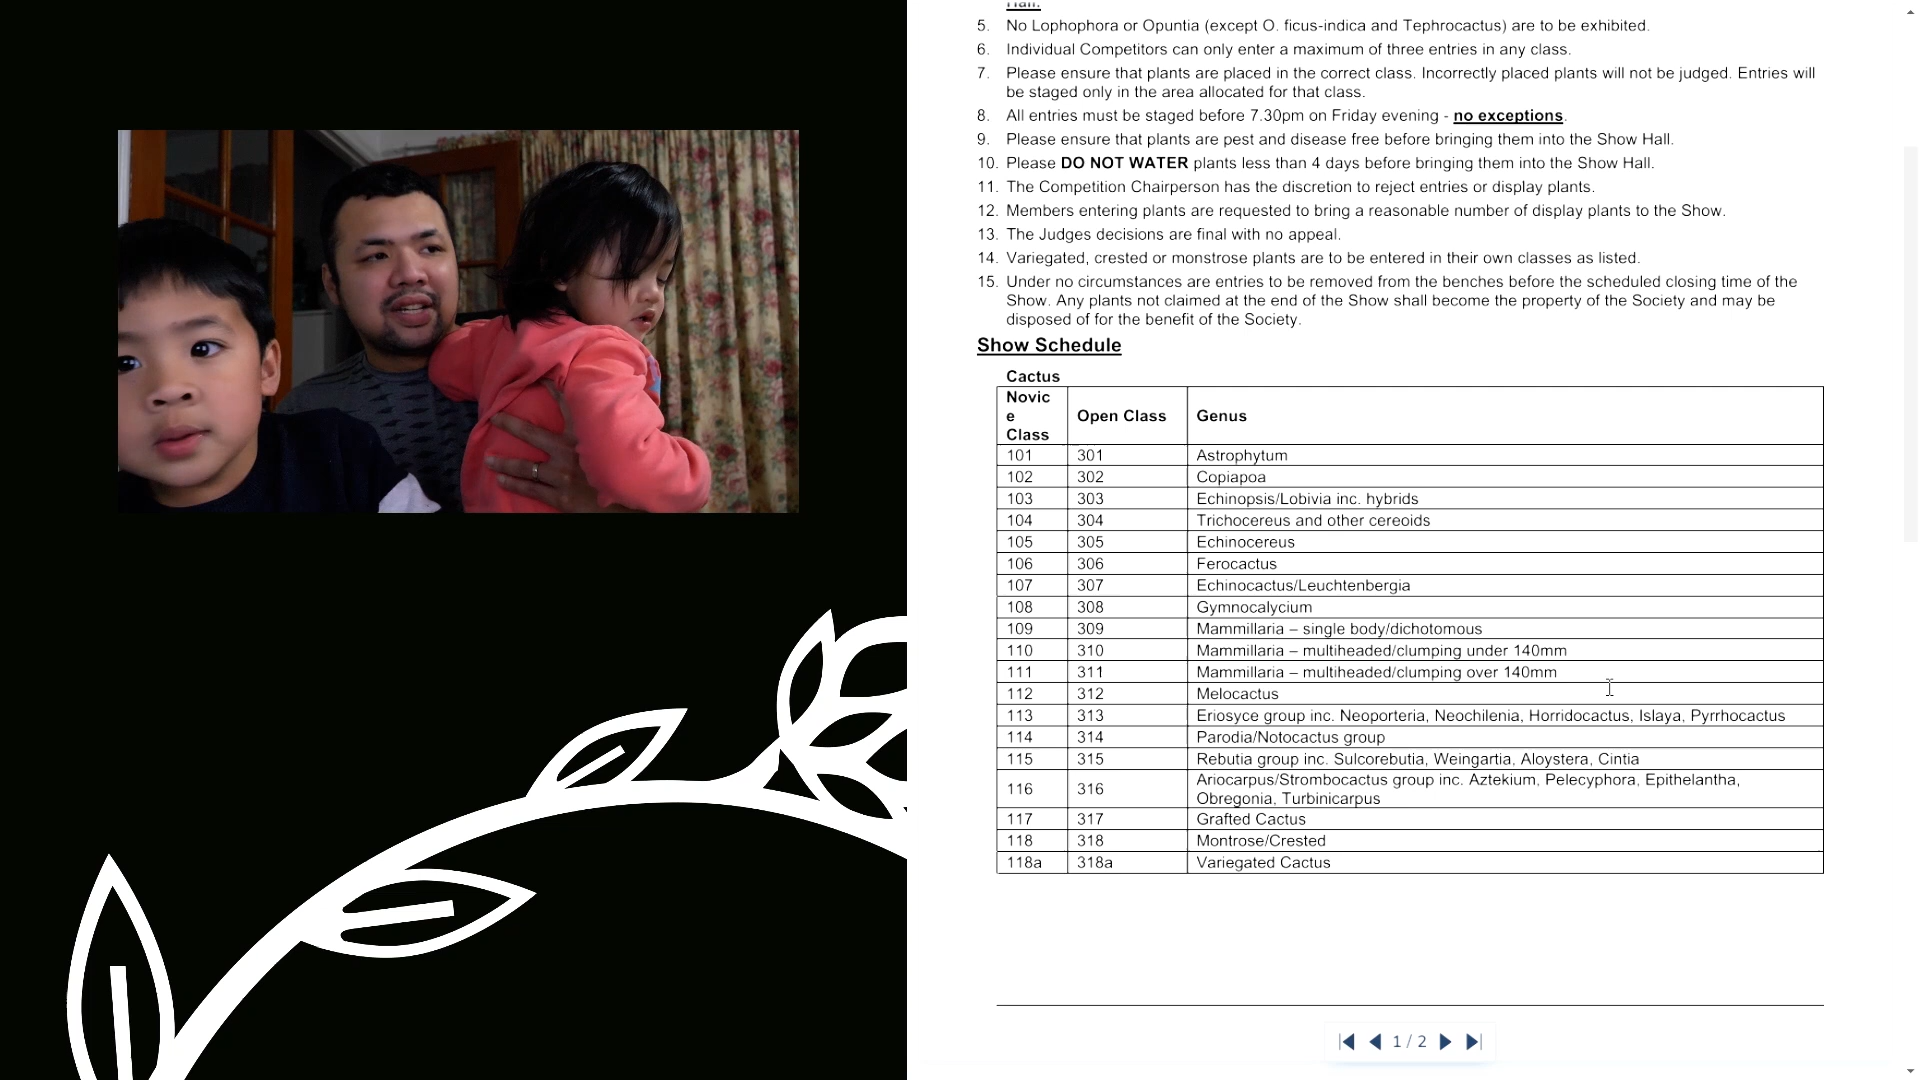 Hall.
5. No Lophophora or Opuntia (except O. ficus-indica and Tephrocactus) are to be exhibited.
6. Individual Competitors can only enter a maximum of three entries in any class.
7. Please ensure that plants are placed in the correct class. Incorrectly placed plants will not be judged. Entries will
be staged only in the area allocated for that class.
8. All entries must be staged before 7.30pm on Friday evening - no exceptions.
9. Please ensure that plants are pest and disease free before bringing them into the Show Hall.
10. Please DO NOT WATER plants less than 4 days before bringing them into the Show Hall.
11. The Competition Chairperson has the discretion to reject entries or display plants.
12. Members entering plants are requested to bring a reasonable number of display plants to the Show.
13. The Judges decisions are final with no appeal.
14. Variegated, crested or monstrose plants are to be entered in their own classes as listed.
15. Under no circumstances are entries to be removed from the benches before the scheduled closing time of the
Show. Any plants not claimed at the end of the Show shall become the property of the Society and may be
disposed of for the benefit of the Society.
Show Schedule
Cactus
Novic
e
Class
Open Class
Genus
101 301 Astrophytum
102 302 Copiapoa
103 303 Echinopsis/Lobivia inc. hybrids
104 304 Trichocereus and other cereoids
105 305 Echinocereus
106 306 Ferocactus
107 307 Echinocactus/Leuchtenbergia
108 308 Gymnocalycium
109 309 Mammillaria – single body/dichotomous
110 310 Mammillaria – multiheaded/clumping under 140mm
111 311 Mammillaria – multiheaded/clumping over 140mm
112 312 Melocactus
113 313 Eriosyce group inc. Neoporteria, Neochilenia, Horridocactus, Islaya, Pyrrhocactus
114 314 Parodia/Notocactus group
115 315 Rebutia group inc. Sulcorebutia, Weingartia, Aloystera, Cintia
116 316 Ariocarpus/Strombocactus group inc. Aztekium, Pelecyphora, Epithelantha,
Obregonia, Turbinicarpus
117 317 Grafted Cactus
118 318 Montrose/Crested
118a 318a Variegated Cactus
1 / 2